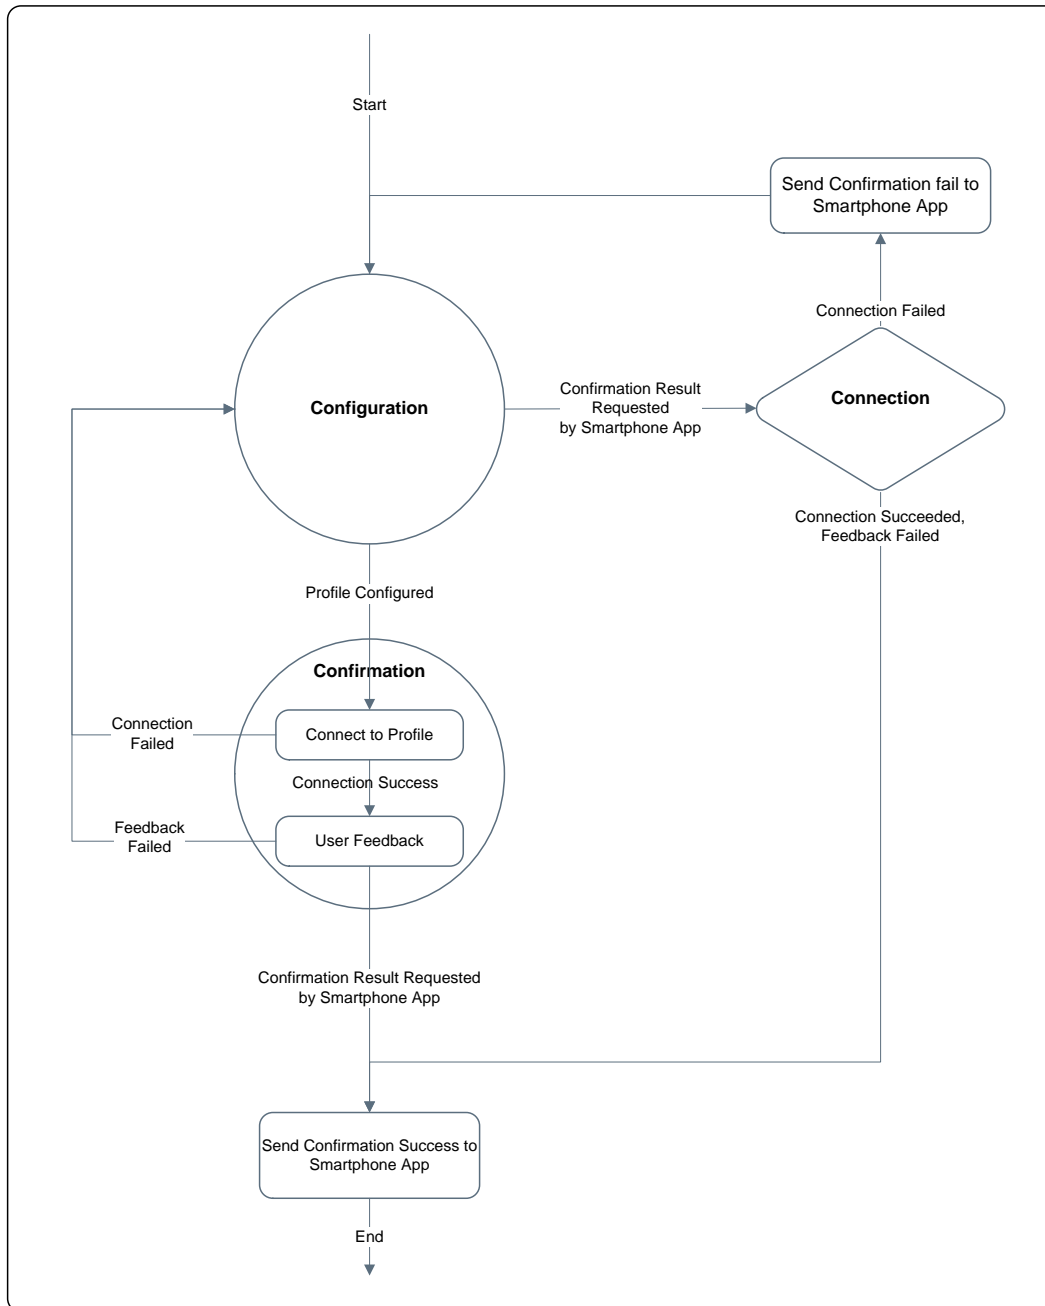 Start
Send Confirmation fail to
Smartphone App
Connection Failed
Configuration
Confirmation Result
Requested
by Smartphone App
Connection
Connection Succeeded,
Feedback Failed
Profile Configured
Confirmation
Connection
Failed
Connect to Profile
Connection Success
Feedback
Failed
User Feedback
Confirmation Result Requested
by Smartphone App
Send Confirmation Success to
Smartphone App
End